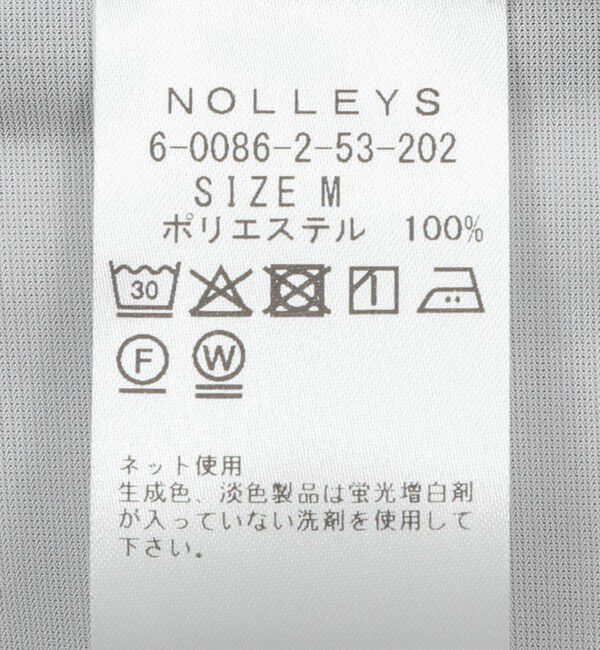 NOLLEYS
6-0086-2-53-202
SIZE M
ポリエステル 100%
30
F W
ネット使用
生成色、淡色製品は蛍光増白剤
が入っていない洗剤を使用して
下さい。